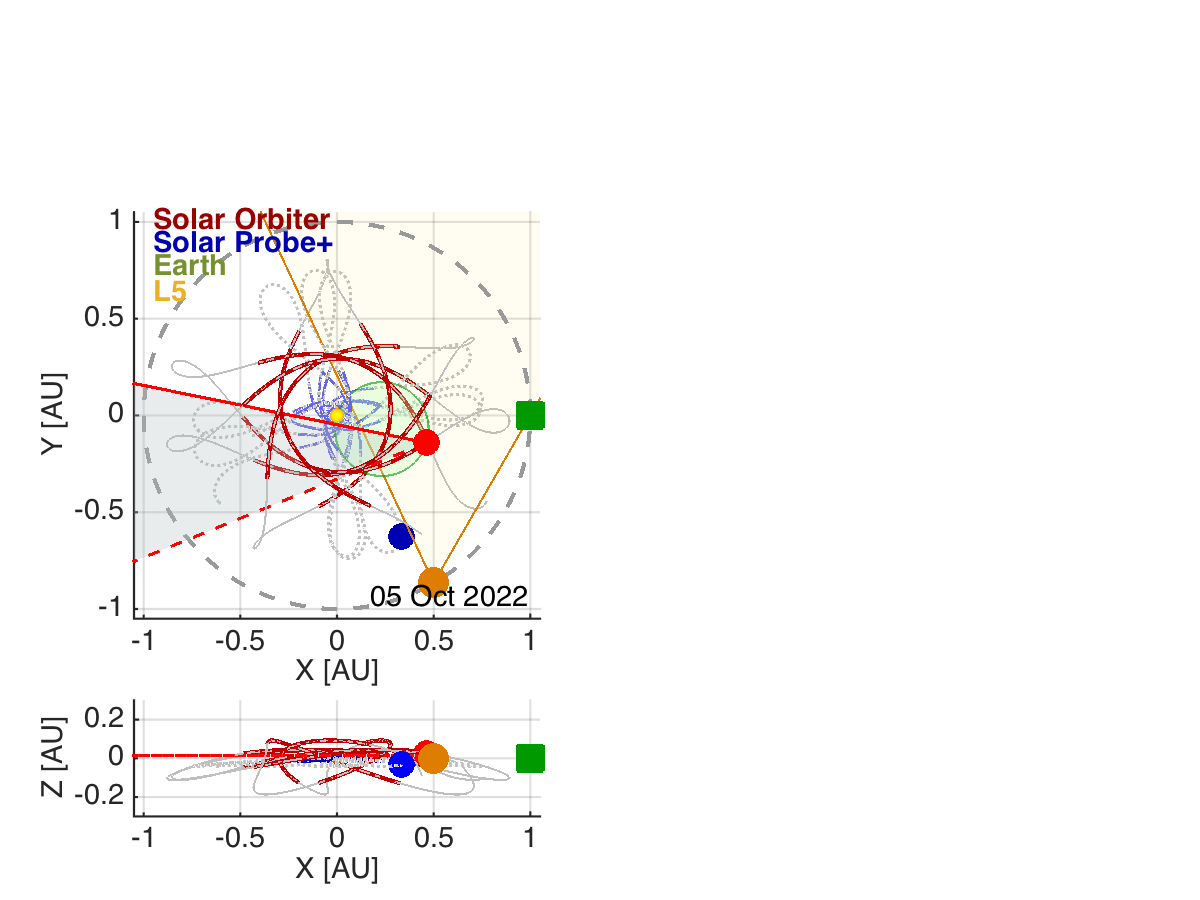 Solar Orbiter
Solar Probe+
Earth
L5
1
0.5
0
-0.5
-1
Y [AU]
05 Oct 2022
-1 -0.5 0 0.5 1
X [AU]
0.2
0
-0.2
Z [AU]
-1 -0.5 0 0.5 1
X [AU]